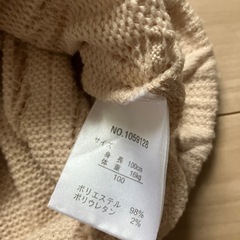 NO.1059128
サイズ
身長 100cm
体重 16kg
100
ポリエステル 98%
ポリウレタン 2%